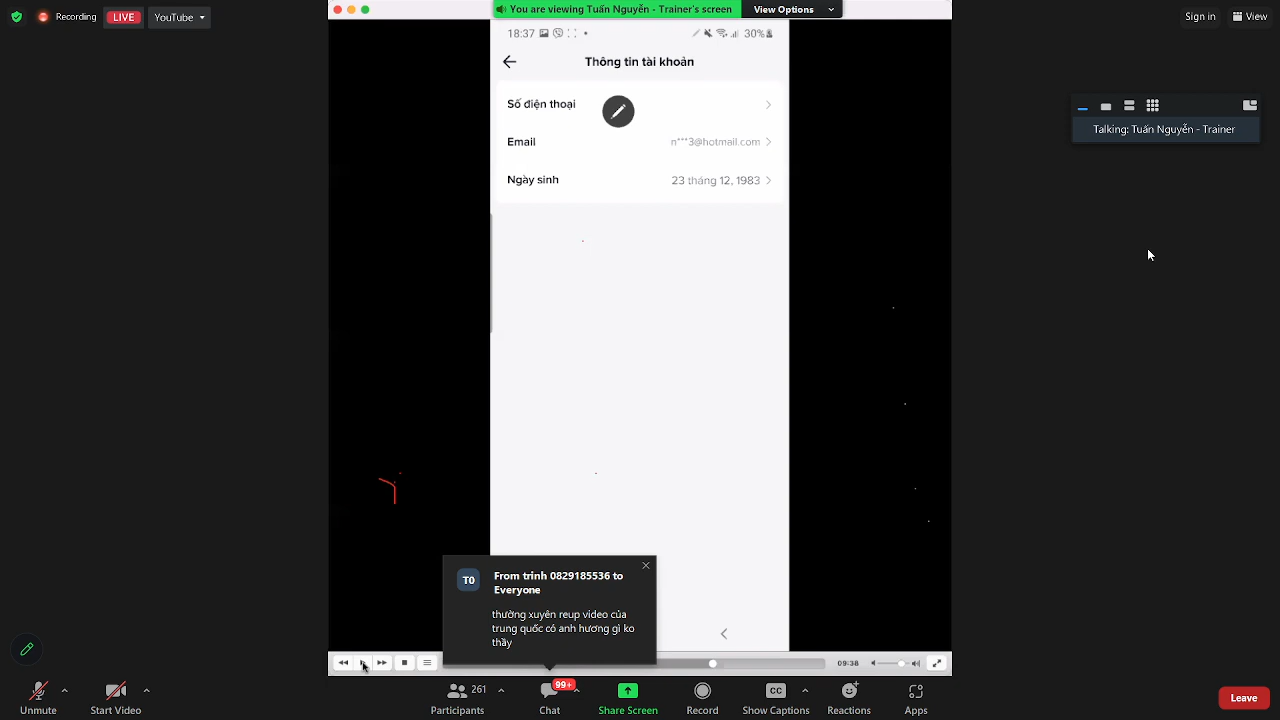 Recording
LIVE
YouTube
You are viewing Tuấn Nguyễn - Trainer's screen
View Options
Sign in
View
18:37
30%
Thông tin tài khoản
Số điện thoại
Email
n***3@hotmail.com
Ngày sinh
23 tháng 12, 1983
Talking: Tuấn Nguyễn - Trainer
T0
From trinh 0829185536 to
Everyone
thường xuyên reup video của
trung quốc có anh hương gì ko
thầy
09:38
Unmute
Start Video
261
Participants
99+
Chat
Share Screen
Record
CC
Show Captions
Reactions
Apps
Leave